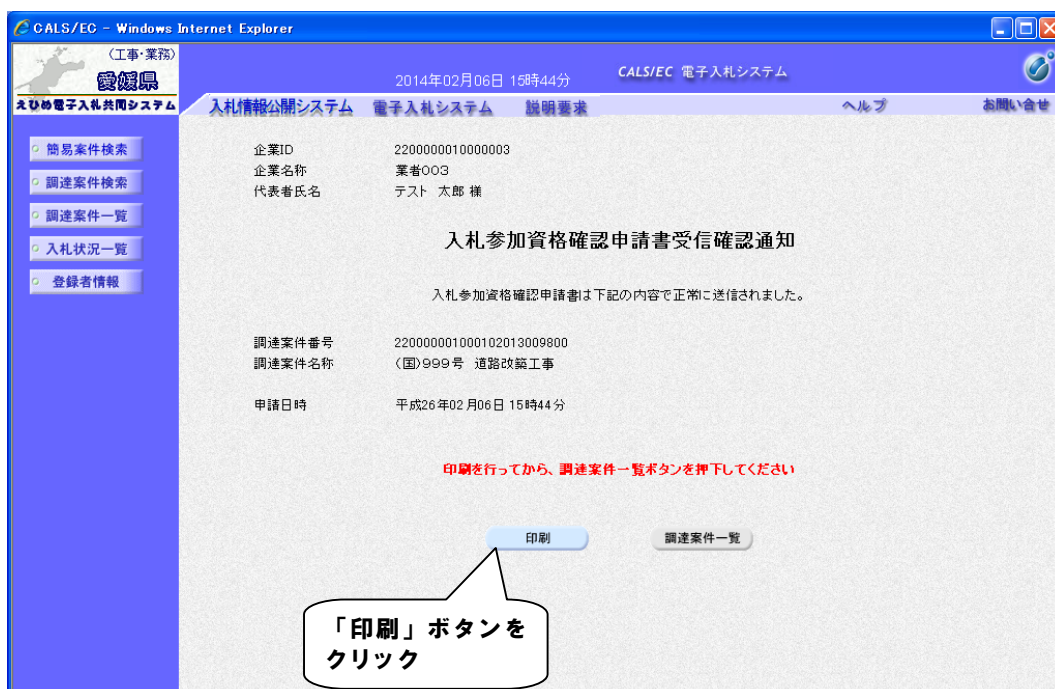 CALS/EC - Windows Internet Explorer
(工事・業務)
愛媛県
えひめ電子入札共同システム
2014年02月06日 15時44分
CALS/EC 電子入札システム
入札情報公開システム 電子入札システム 説明要求 ヘルプ お問い合せ
簡易案件検索
調達案件検索
調達案件一覧
入札状況一覧
登録者情報
企業ID 2200000010000003
企業名称 業者003
代表者氏名 テスト 太郎 様
入札参加資格確認申請書受信確認通知
入札参加資格確認申請書は下記の内容で正常に送信されました。
調達案件番号 220000001000102013009800
調達案件名称 (国)999号 道路改築工事
申請日時 平成26年02月06日 15時44分
印刷を行ってから、調達案件一覧ボタンを押下してください
印刷 調達案件一覧
「印刷」ボタンを
クリック